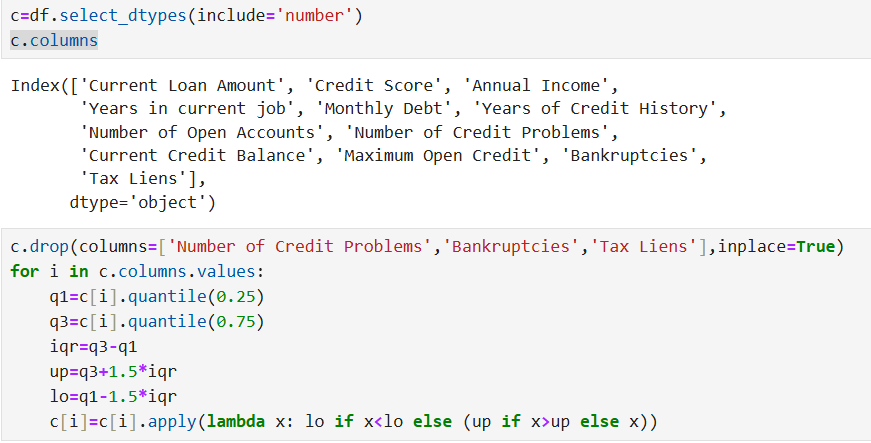 c=df.select_dtypes(include='number')
c.columns
Index(['Current Loan Amount', 'Credit Score', 'Annual Income',
       'Years in current job', 'Monthly Debt', 'Years of Credit History',
       'Number of Open Accounts', 'Number of Credit Problems',
       'Current Credit Balance', 'Maximum Open Credit', 'Bankruptcies',
       'Tax Liens'],
      dtype='object')
c.drop(columns=['Number of Credit Problems','Bankruptcies','Tax Liens'],inplace=True)
for i in c.columns.values:
    q1=c[i].quantile(0.25)
    q3=c[i].quantile(0.75)
    iqr=q3-q1
    up=q3+1.5*iqr
    lo=q1-1.5*iqr
    c[i]=c[i].apply(lambda x: lo if x<lo else (up if x>up else x))